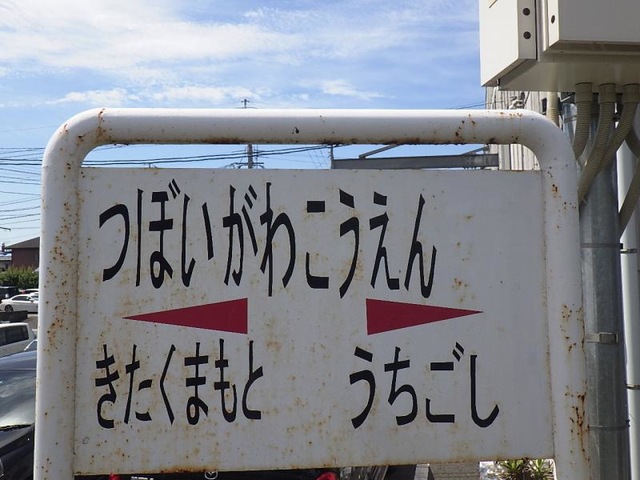 つぼいがわこうえん
きたくまもと うちごし